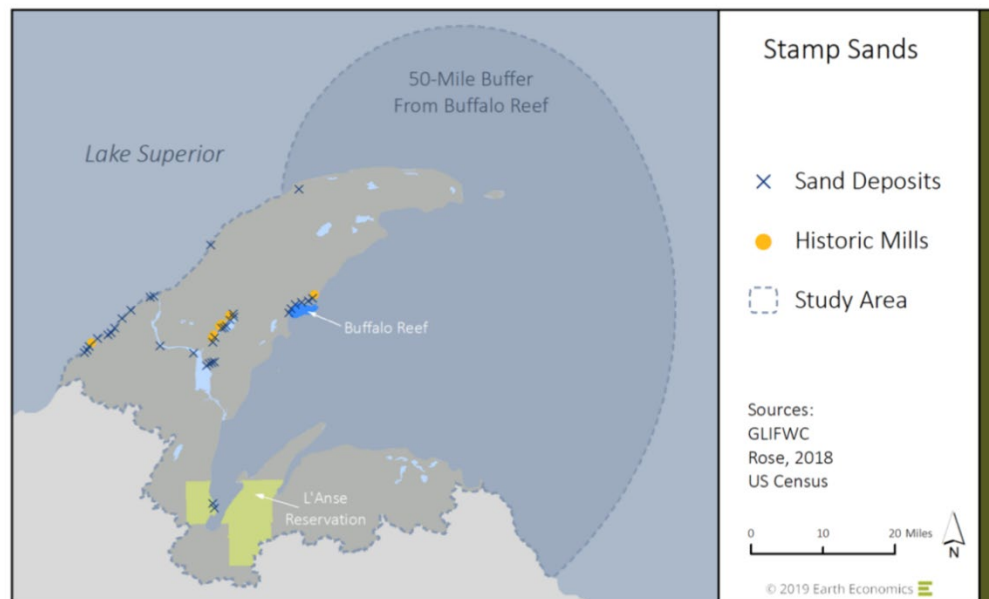 50-Mile Buffer
From Buffalo Reef
Lake Superior
Buffalo Reef
L'Anse
Reservation
Stamp Sands
Sand Deposits
Historic Mills
Study Area
Sources:
GLIFWC
Rose, 2018
US Census
0 10 20 Miles
N
© 2019 Earth Economics